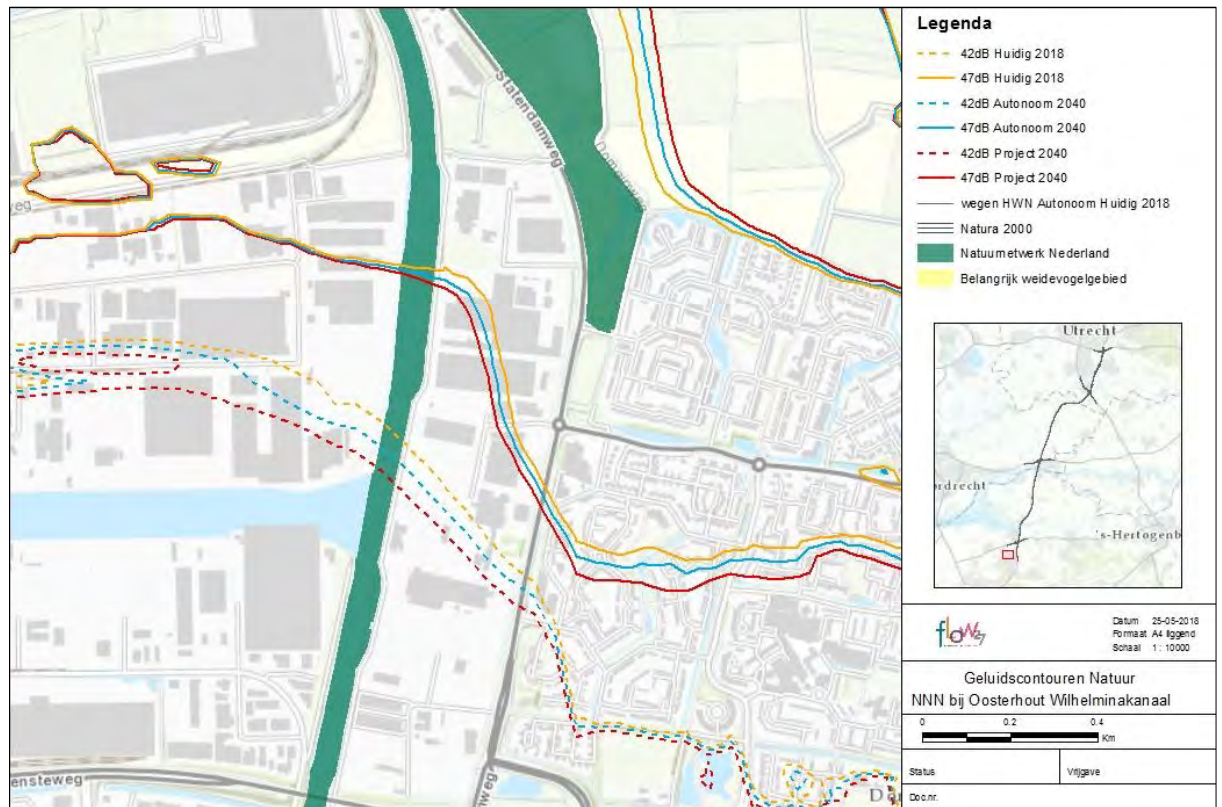 Statendamweg
Legenda
42dB Huidig 2018
47dB Huidig 2018
42dB Autonoom 2040
47dB Autonoom 2040
42dB Project 2040
47dB Project 2040
wegen HWN Autonoom Huidig 2018
Natura 2000
Natuurnetwerk Nederland
Belangrijk weidevogelgebied
Utrecht
ordrecht
's-Hertogenb
flow27
Datum 25-05-2018
Formaat A4 liggend
Schaal 1 : 10000
Geluidscontouren Natuur
NNN bij Oosterhout Wilhelminakanaal
0 0.2 0.4
Km
Status
Vrijgave
Doc.nr.
eg
ensteweg
weg
Do